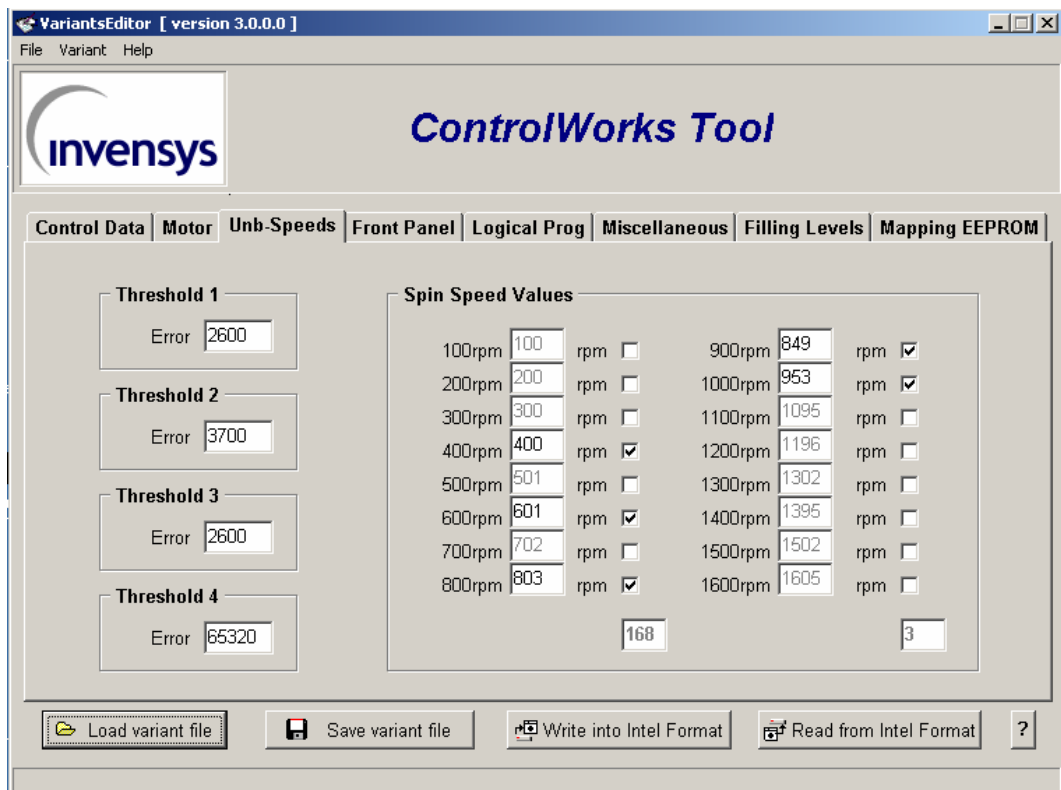 VariantsEditor [ version 3.0.0.0 ]
File Variant Help
invensys
ControlWorks Tool
Control Data Motor Unb-Speeds Front Panel Logical Prog Miscellaneous Filling Levels Mapping EEPROM
Threshold 1
Error 2600
Threshold 2
Error 3700
Threshold 3
Error 2600
Threshold 4
Error 65320
Spin Speed Values
100rpm 100 rpm
200rpm 200 rpm
300rpm 300 rpm
400rpm 400 rpm
500rpm 501 rpm
600rpm 601 rpm
700rpm 702 rpm
800rpm 803 rpm
168
900rpm 849 rpm
1000rpm 953 rpm
1100rpm 1095 rpm
1200rpm 1196 rpm
1300rpm 1302 rpm
1400rpm 1395 rpm
1500rpm 1502 rpm
1600rpm 1605 rpm
3
Load variant file Save variant file Write into Intel Format Read from Intel Format ?